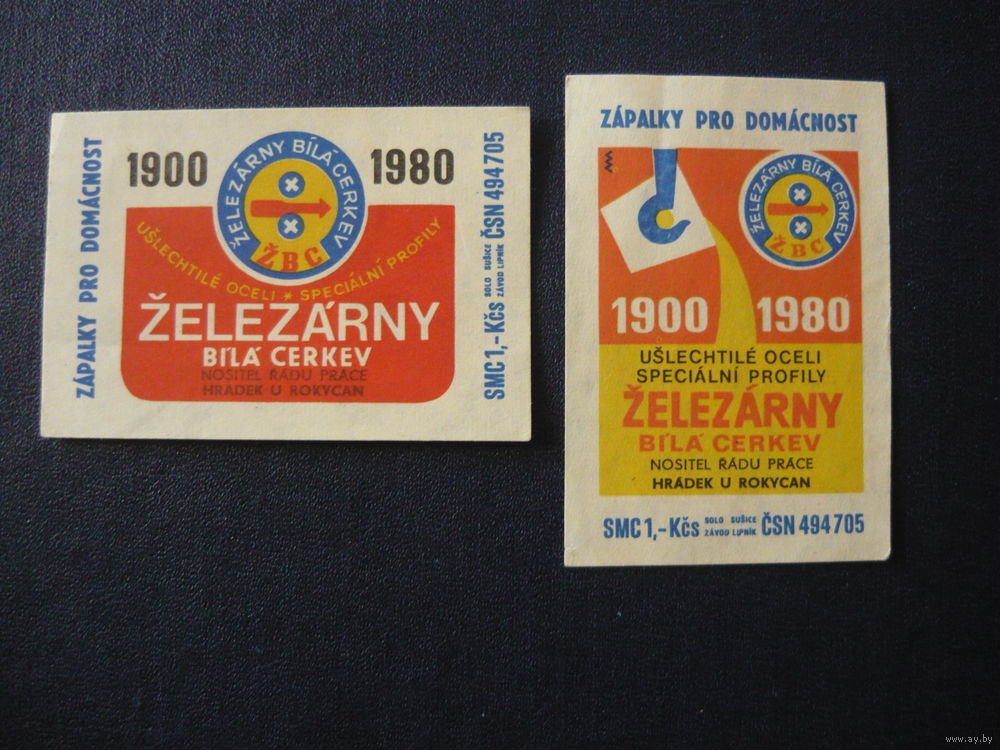 ZÁPALKY PRO DOMÁCNOST
1900
1980
ŽELEZÁRNY BÍLÁ CERKEV
ŽBC
UŠLECHTILÉ OCELI * SPECIÁLNÍ PROFILY
ŽELEZÁRNY
BÍLÁ CERKEV
NOSITEL ŘÁDU PRÁCE
HRÁDEK U ROKYCAN
SMC 1,-Kčs SOLO SUŠICE ČSN 494705
ZÁVOD LIPNÍK
ZÁPALKY PRO DOMÁCNOST
ŽELEZÁRNY BÍLÁ CERKEV
ŽBC
1900 1980
UŠLECHTILÉ OCELI
SPECIÁLNÍ PROFILY
ŽELEZÁRNY
BÍLÁ CERKEV
NOSITEL ŘÁDU PRÁCE
HRÁDEK U ROKYCAN
SMC 1,-Kčs SOLO SUŠICE ČSN 494705
ZÁVOD LIPNÍK
www.ay.by